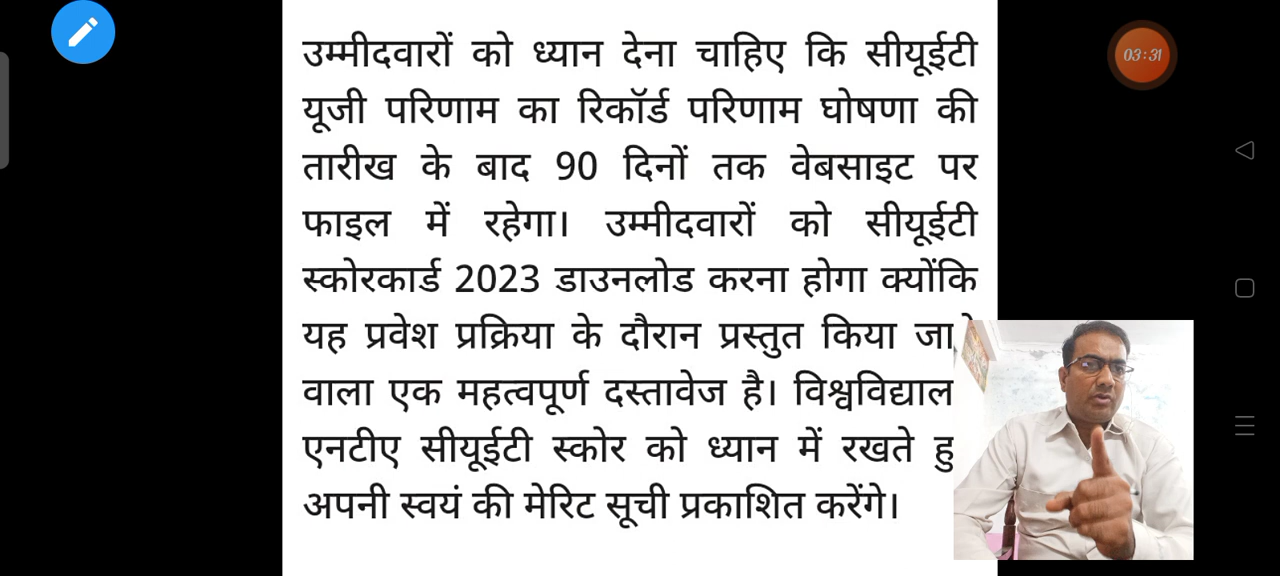 03:31
उम्मीदवारों को ध्यान देना चाहिए कि सीयूईटी
यूजी परिणाम का रिकॉर्ड परिणाम घोषणा की
तारीख के बाद 90 दिनों तक वेबसाइट पर
फाइल में रहेगा। उम्मीदवारों को सीयूईटी
स्कोरकार्ड 2023 डाउनलोड करना होगा क्योंकि
यह प्रवेश प्रक्रिया के दौरान प्रस्तुत किया
वाला एक महत्वपूर्ण दस्तावेज है।
एनटीए सीयूईटी स्कोर को ध्यान में रखते
अपनी स्वयं की मेरिट सूची प्रकाशित करेंगे।